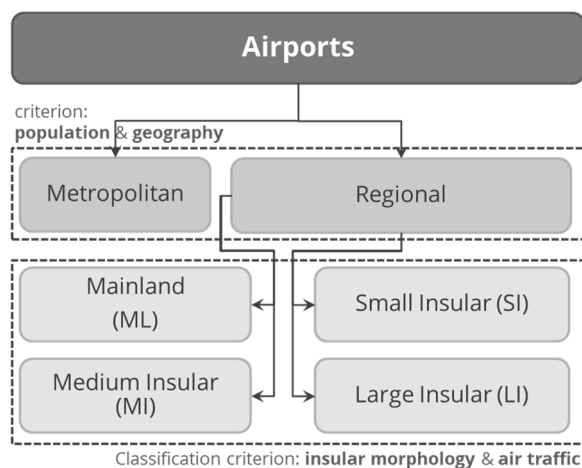 Airports
criterion:
population & geography
Metropolitan
Regional
Mainland
(ML)
Small Insular (SI)
Medium Insular
(MI)
Large Insular (LI)
Classification criterion: insular morphology & air traffic